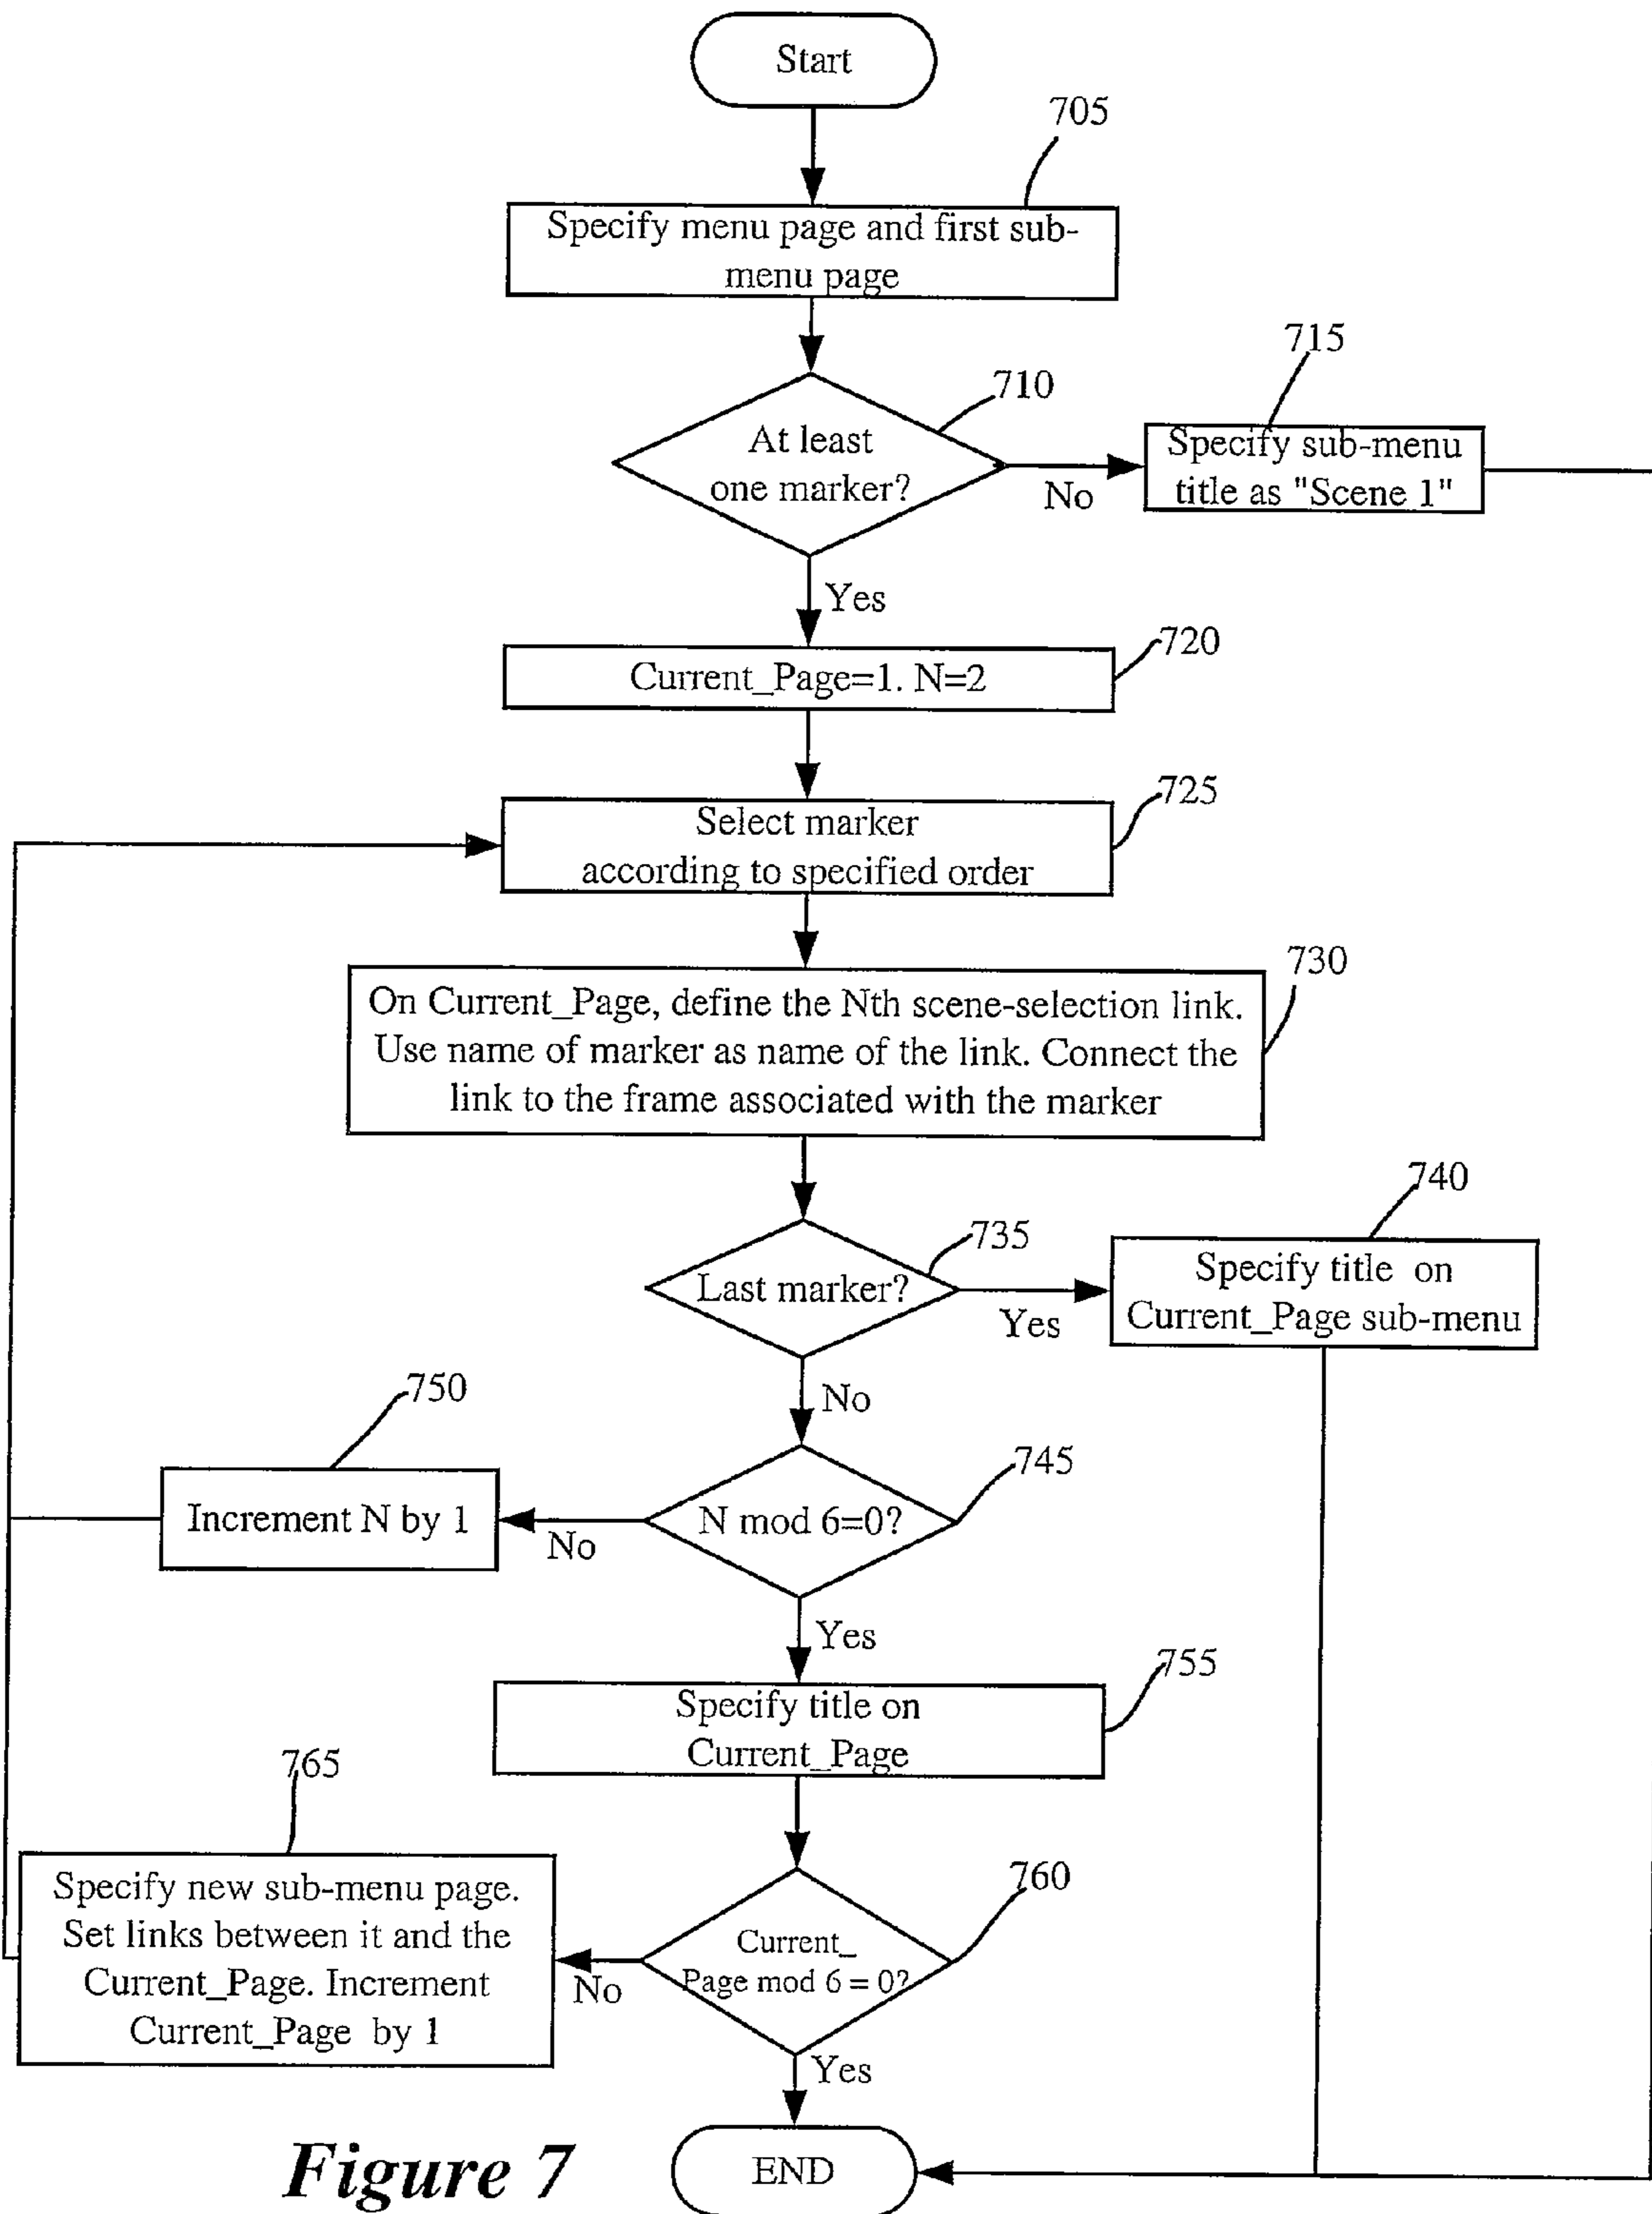 Start
705
Specify menu page and first sub-
menu page
710
At least
one marker?
No
715
Specify sub-menu
title as "Scene 1"
Yes
720
Current_Page=1. N=2
725
Select marker
according to specified order
730
On Current_Page, define the Nth scene-selection link.
Use name of marker as name of the link. Connect the
link to the frame associated with the marker
735
Last marker?
Yes
740
Specify title on
Current_Page sub-menu
No
745
N mod 6=0?
No
750
Increment N by 1
Yes
755
Specify title on
Current_Page
760
Current_
Page mod 6 = 0?
No
765
Specify new sub-menu page.
Set links between it and the
Current_Page. Increment
Current_Page by 1
Yes
END
Figure 7